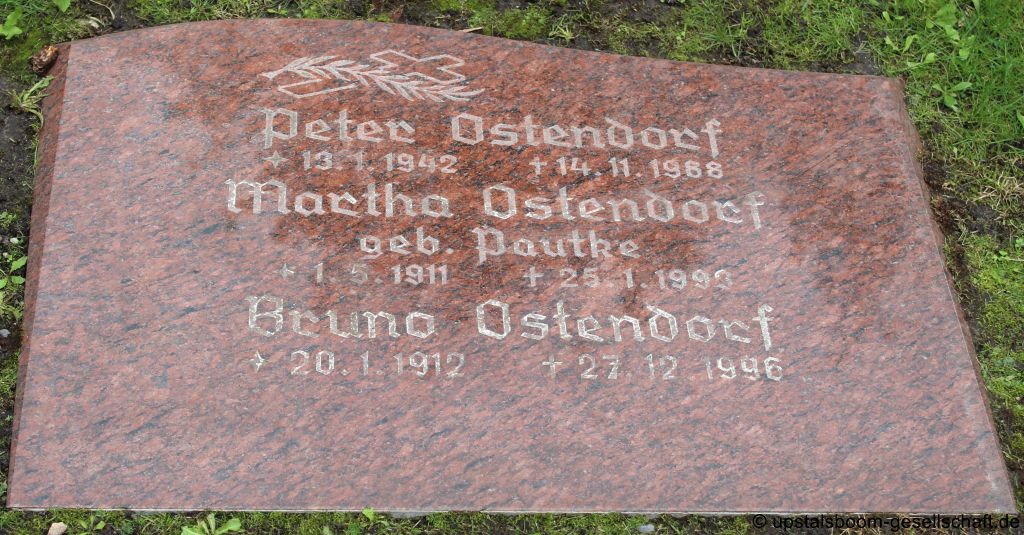 Peter Ostendorf
13.1.1942 †14.11.1968
Martha Ostendorf
geb. Pautke
1.5.1911 †25.1.1993
Bruno Ostendorf
20.1.1912 †27.12.1996
© upstalsboom-gesellschaft.de